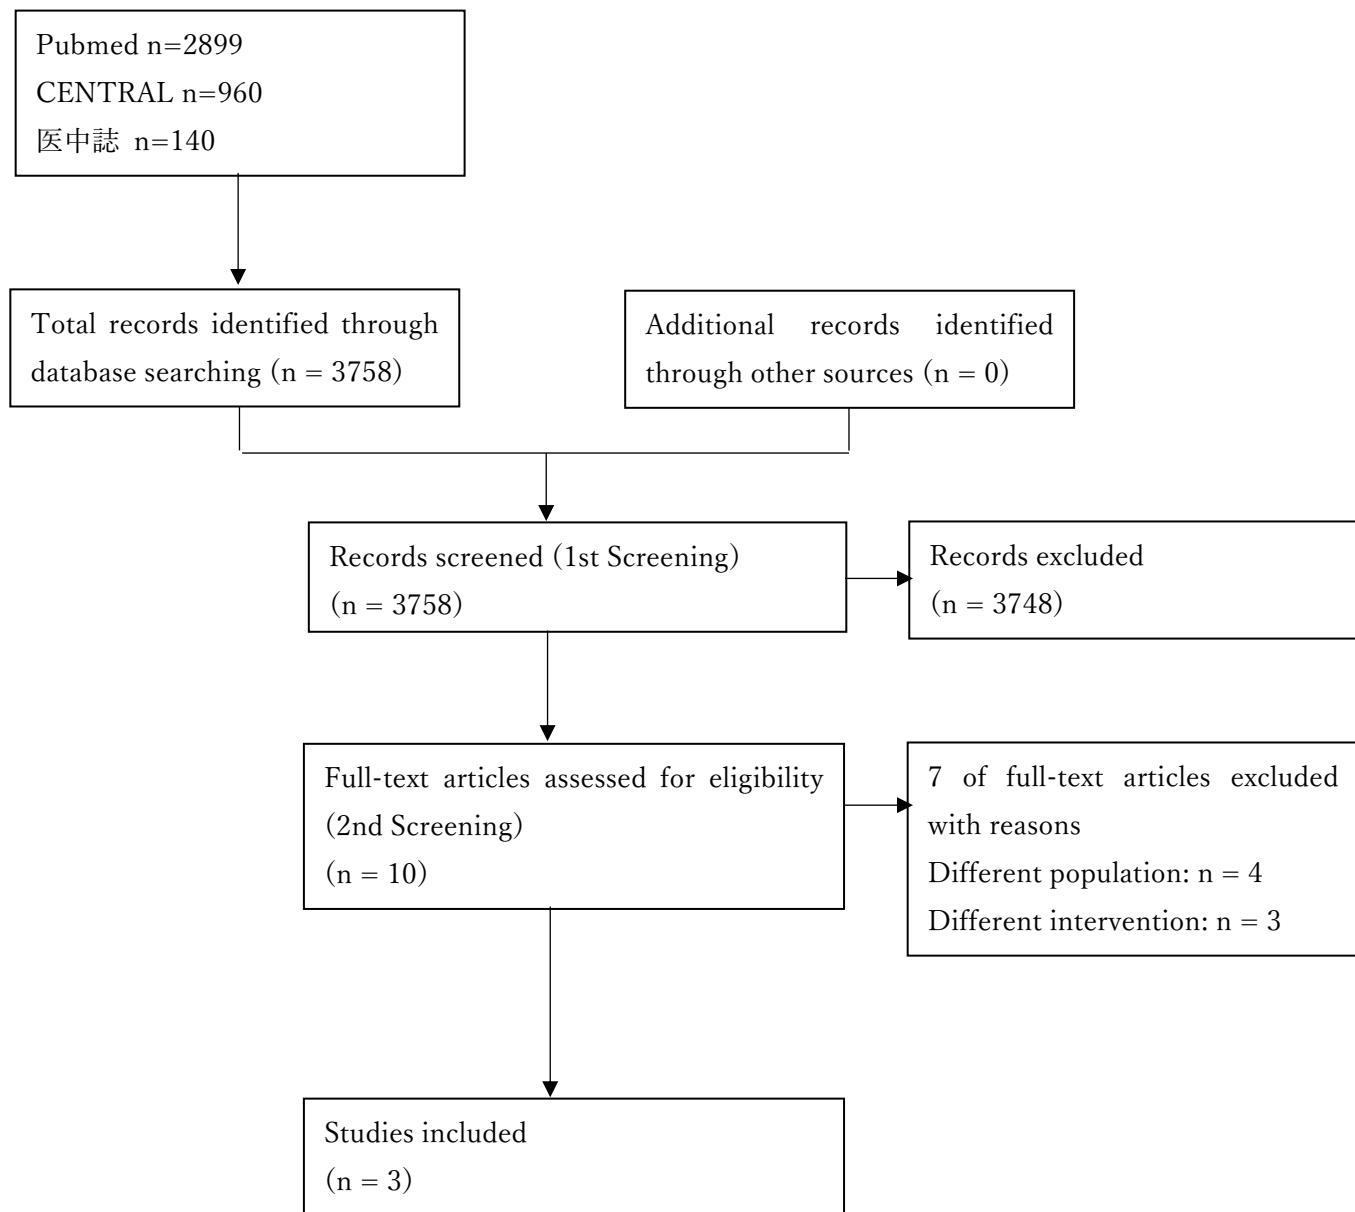 Pubmed n=2899
CENTRAL n=960
医中誌 n=140
Total records identified through
database searching (n = 3758)
Additional records identified
through other sources (n = 0)
Records screened (1st Screening)
(n = 3758)
Records excluded
(n = 3748)
Full-text articles assessed for eligibility
(2nd Screening)
(n = 10)
7 of full-text articles excluded
with reasons
Different population: n = 4
Different intervention: n = 3
Studies included
(n = 3)